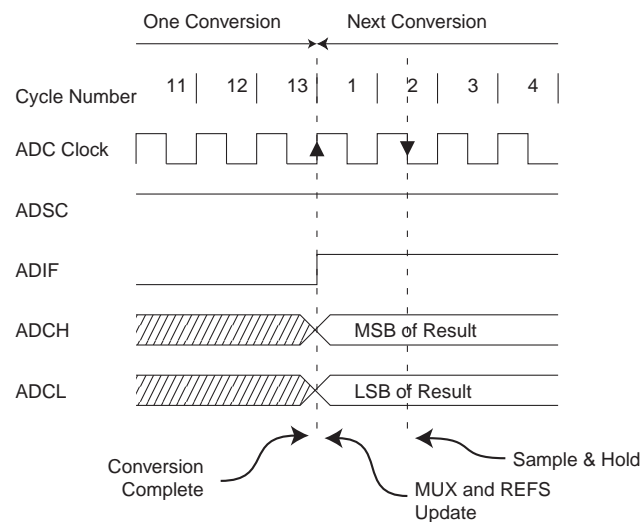 One Conversion Next Conversion
Cycle Number 11 12 13 1 2 3 4
ADC Clock
ADSC
ADIF
ADCH MSB of Result
ADCL LSB of Result
Conversion
Complete
MUX and REFS
Update
Sample & Hold